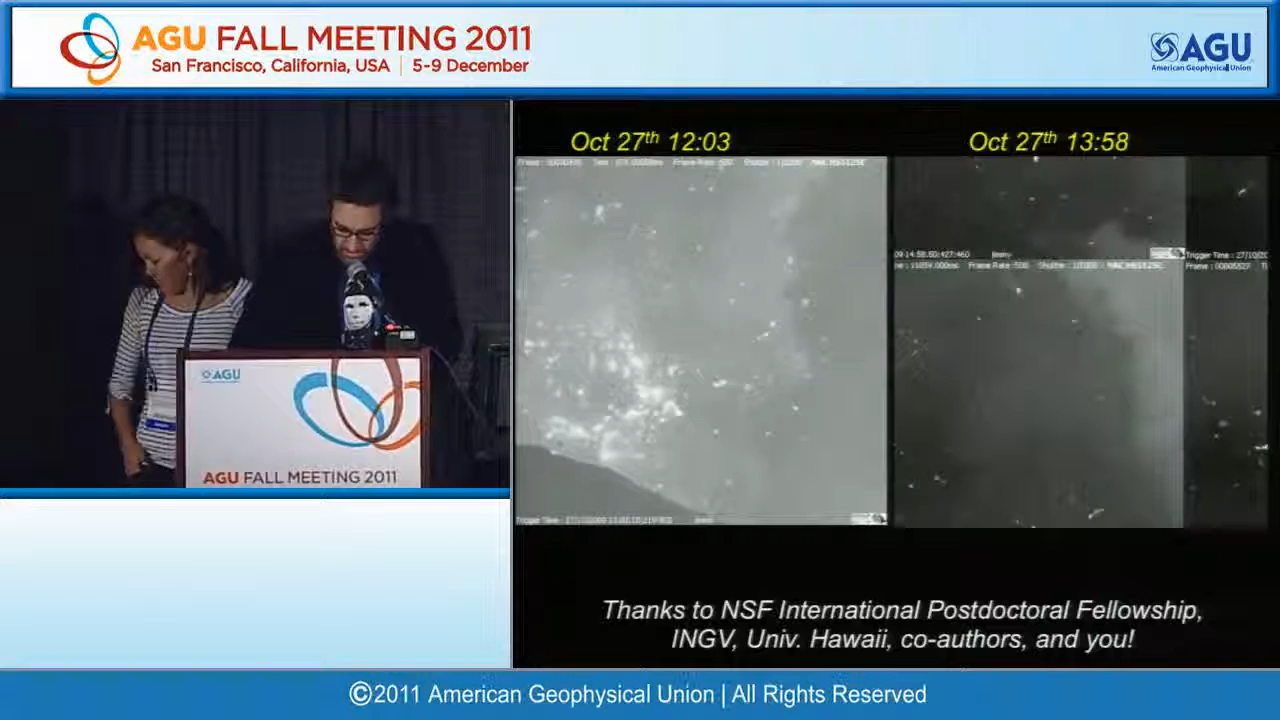 AGU FALL MEETING 2011
San Francisco, California, USA | 5-9 December
AGU
American Geophysical Union
AGU
AGU FALL MEETING 2011
Oct 27th 12:03
Oct 27th 13:58
Thanks to NSF International Postdoctoral Fellowship,
INGV, Univ. Hawaii, co-authors, and you!
©2011 American Geophysical Union | All Rights Reserved